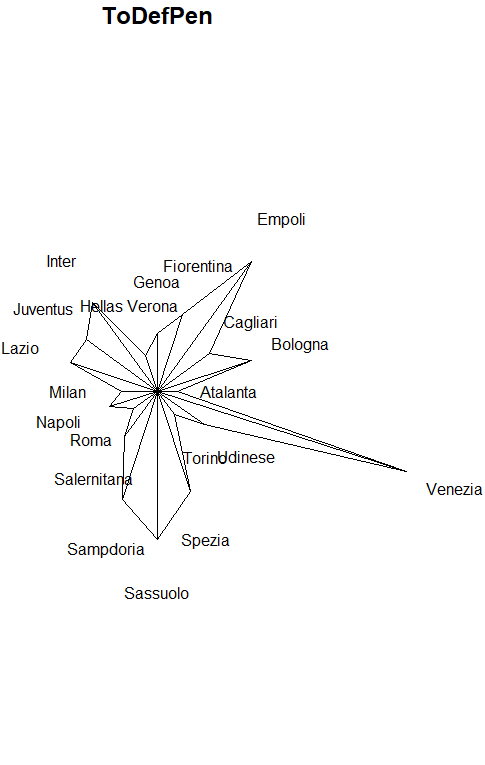 ToDefPen
Empoli
Inter
Fiorentina
Genoa
Juventus
Hellas Verona
Cagliari
Lazio
Bologna
Milan
Atalanta
Napoli
Roma
Torino
Udinese
Salernitana
Venezia
Sampdoria
Spezia
Sassuolo